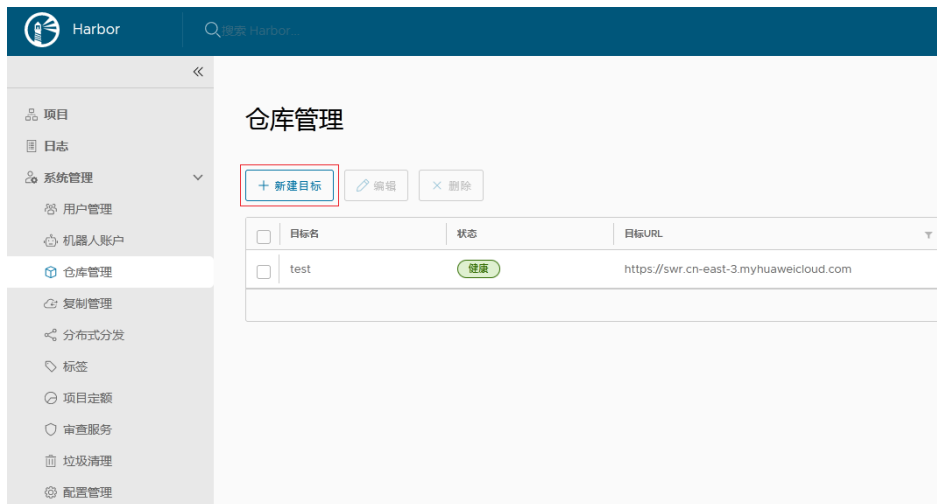 Harbor
搜索 Harbor...
项目
日志
系统管理
用户管理
机器人账户
仓库管理
复制管理
分布式分发
标签
项目定额
审查服务
垃圾清理
配置管理
仓库管理
新建目标 编辑 删除
目标名 状态 目标URL
test 健康 https://swr.cn-east-3.myhuaweicloud.com